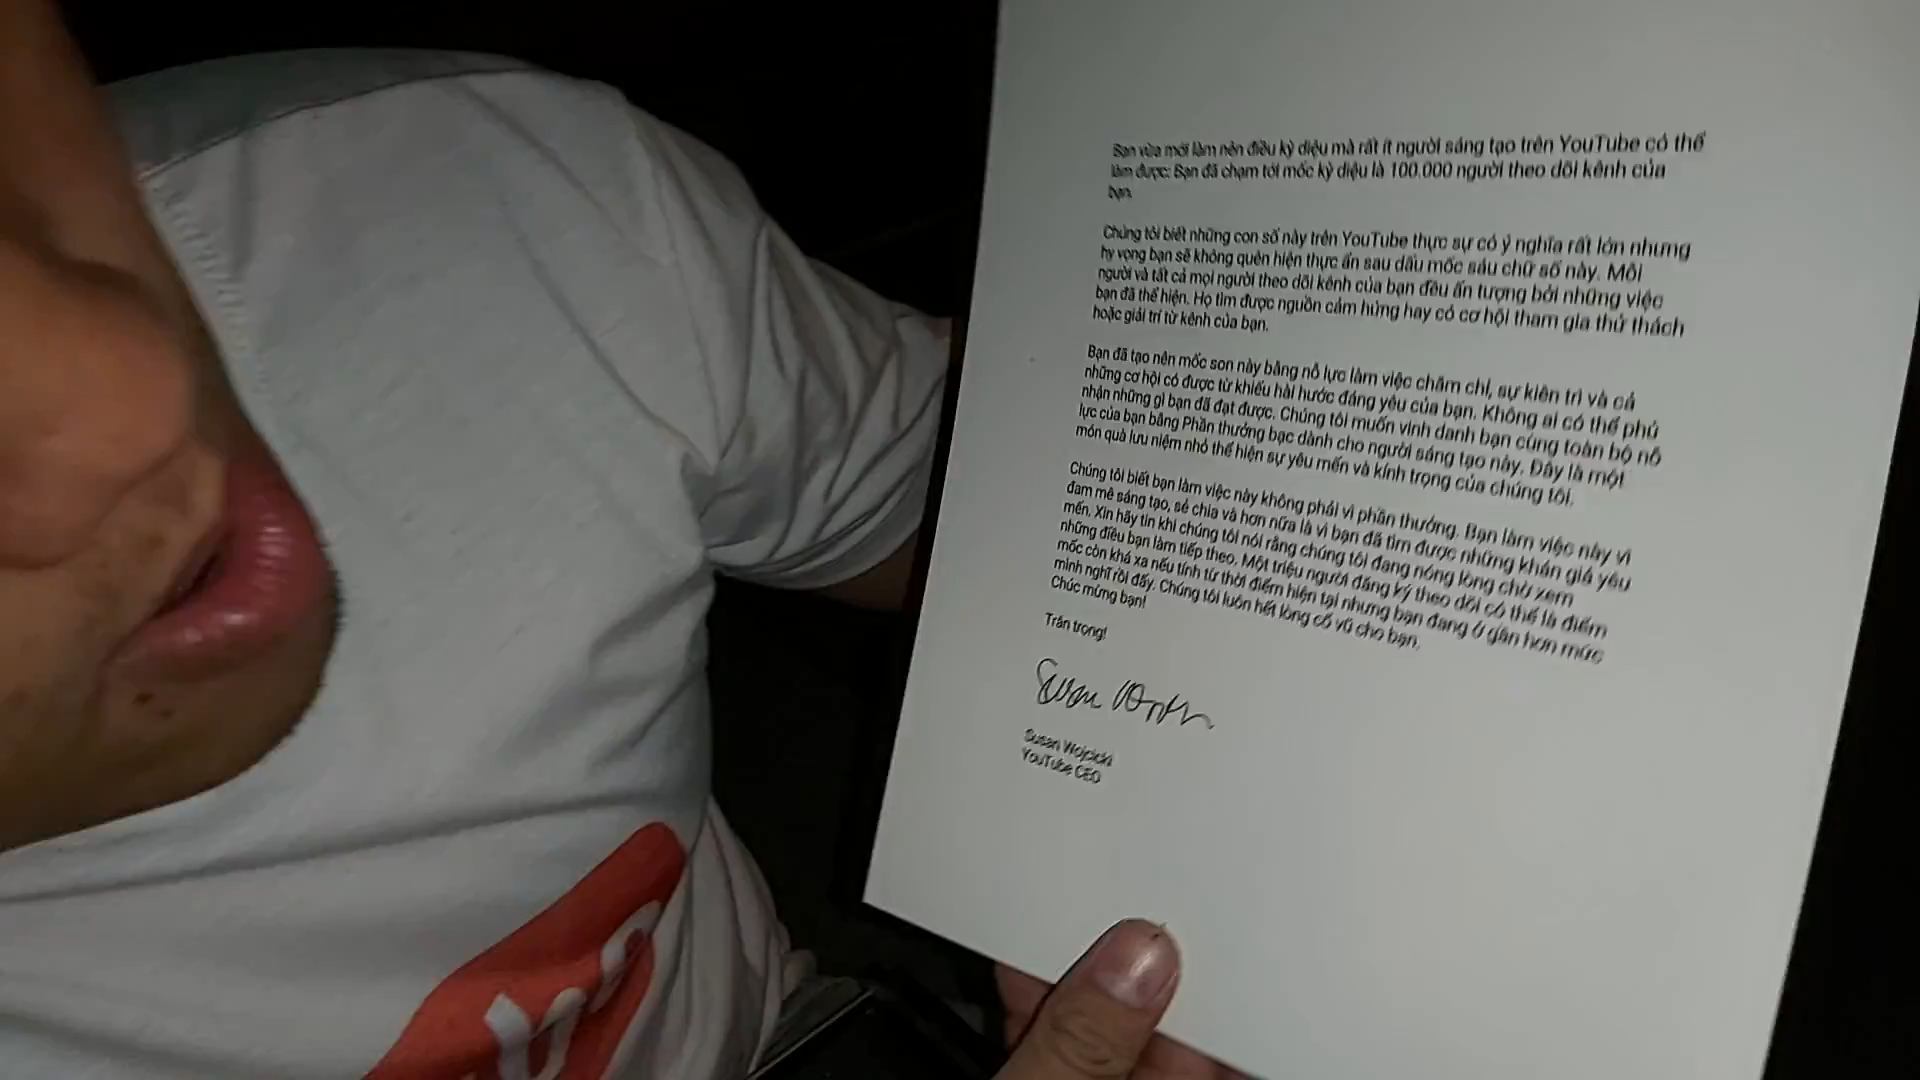 Bạn vừa mới làm nên điều kỳ diệu mà rất ít người sáng tạo trên YouTube có thể
làm được: Bạn đã chạm tới mốc kỳ diệu là 100.000 người theo dõi kênh của
bạn.
Chúng tôi biết những con số này trên YouTube thực sự có ý nghĩa rất lớn nhưng
hy vọng bạn sẽ không quên hiện thực ẩn sau dấu mốc sáu chữ số này. Mỗi
người và tất cả mọi người theo dõi kênh của bạn đều ấn tượng bởi những việc
bạn đã thể hiện. Họ tìm được nguồn cảm hứng hay có cơ hội tham gia thử thách
hoặc giải trí từ kênh của bạn.
Bạn đã tạo nên mốc son này bằng nỗ lực làm việc chăm chỉ, sự kiên trì và cả
những cơ hội có được từ khiếu hài hước đáng yêu của bạn. Không ai có thể phủ
nhận những gì bạn đã đạt được. Chúng tôi muốn vinh danh bạn cùng toàn bộ nỗ
lực của bạn bằng Phần thưởng bạc dành cho người sáng tạo này. Đây là một
món quà lưu niệm nhỏ thể hiện sự yêu mến và kính trọng của chúng tôi.
Chúng tôi biết bạn làm việc này không phải vì phần thưởng. Bạn làm việc này vì
đam mê sáng tạo, sẻ chia và hơn nữa là vì bạn đã tìm được những khán giả yêu
mến. Xin hãy tin khi chúng tôi nói rằng chúng tôi đang nóng lòng chờ xem
những điều bạn làm tiếp theo. Một triệu người đăng ký theo dõi có thể là điểm
mốc còn khá xa nếu tính từ thời điểm hiện tại nhưng bạn đang ở gần hơn mức
mình nghĩ rồi đấy. Chúng tôi luôn hết lòng cổ vũ cho bạn.
Chúc mừng bạn!
Trân trọng!
Susan Wojcicki
YouTube CEO